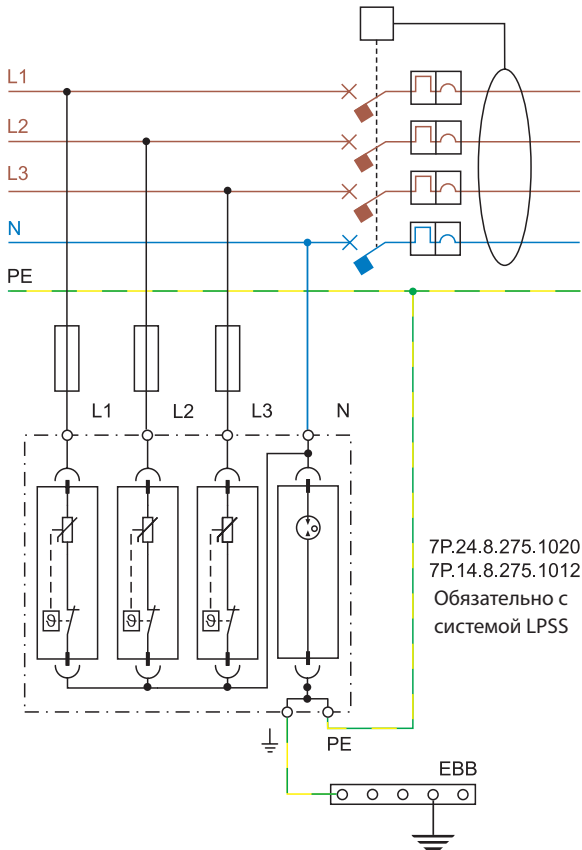 L1
L2
L3
N
PE
L1 L2 L3 N
ϑ ϑ ϑ
7P.24.8.275.1020
7P.14.8.275.1012
Обязательно с
системой LPSS
PE
EBB